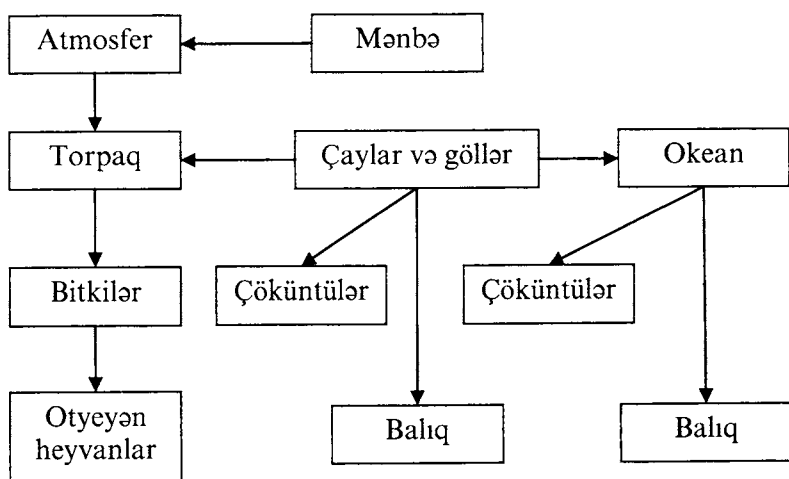 Atmosfer
Mənbə
Torpaq
Çaylar və göllər
Okean
Bitkilər
Çöküntülər
Çöküntülər
Otyeyən
heyvanlar
Balıq
Balıq